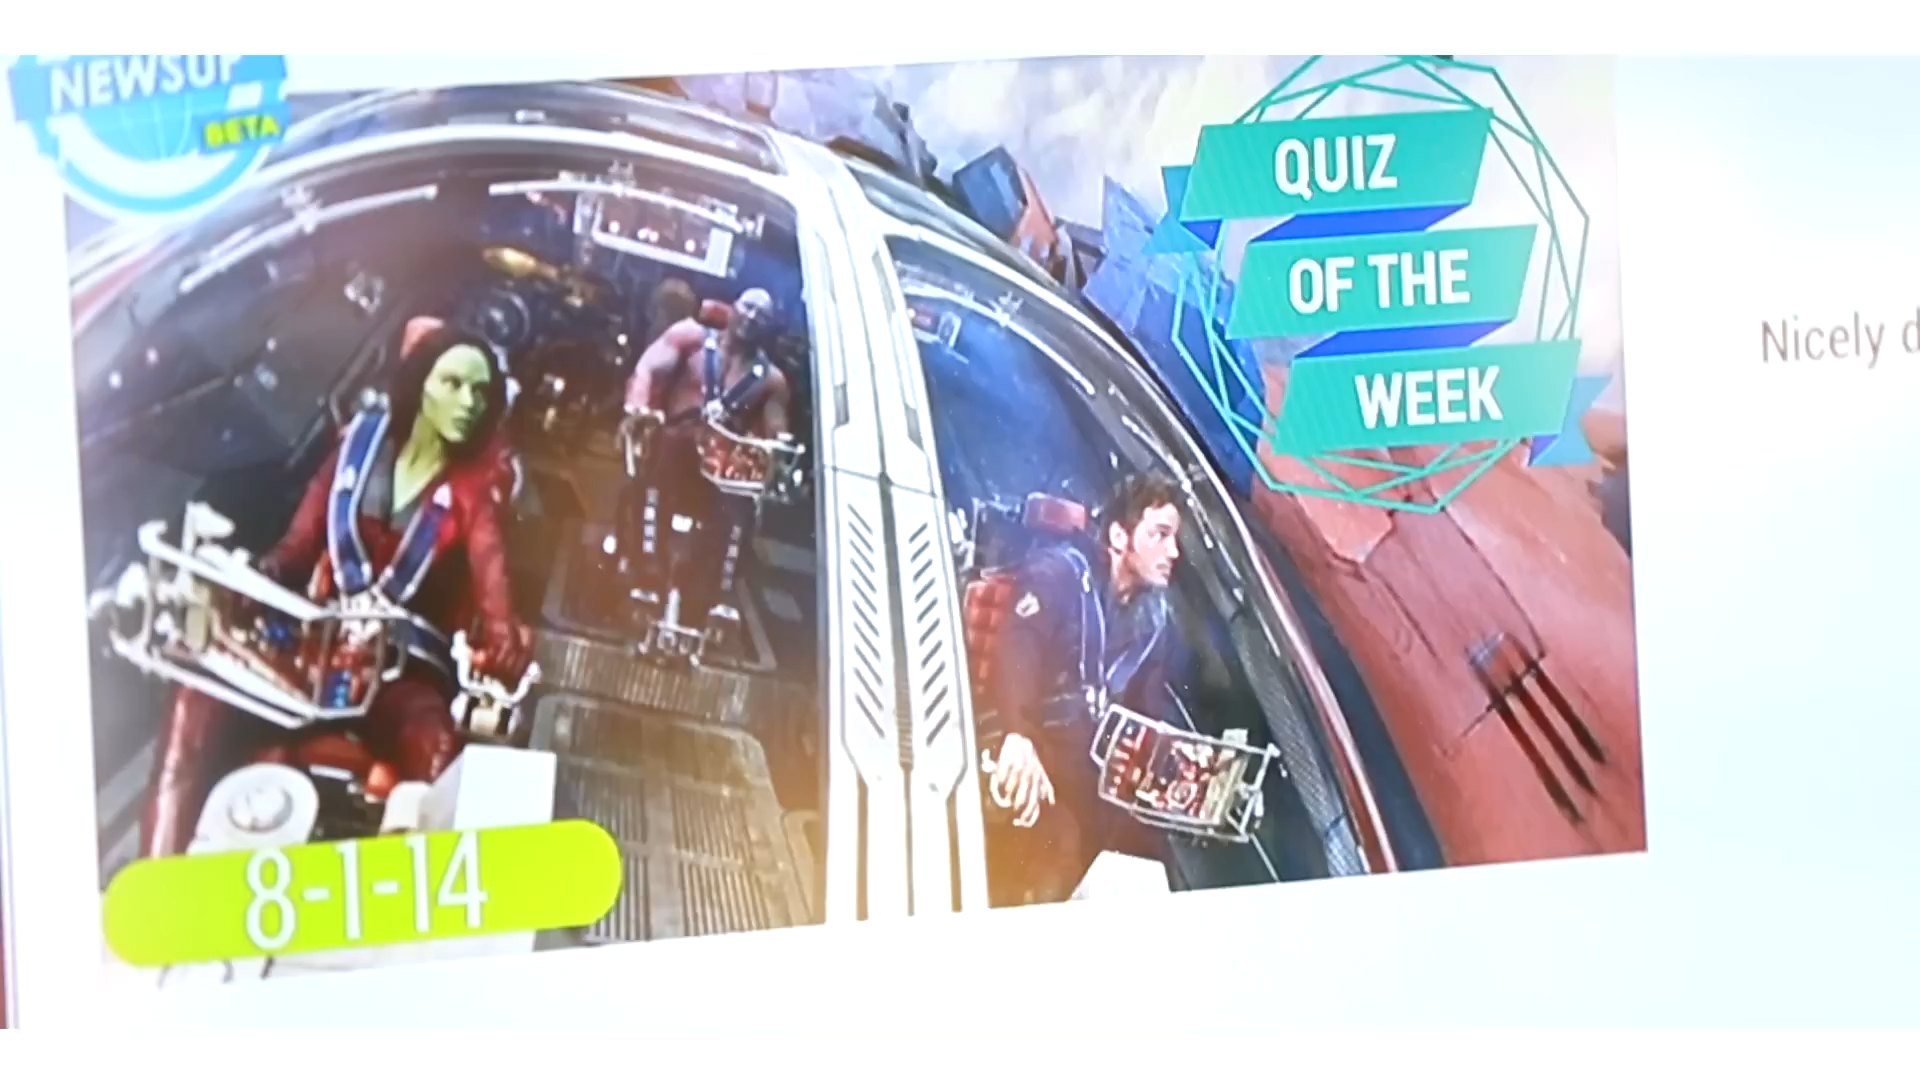 NEWSUP
BETA
QUIZ
OF THE
WEEK
Nicely
8-1-14